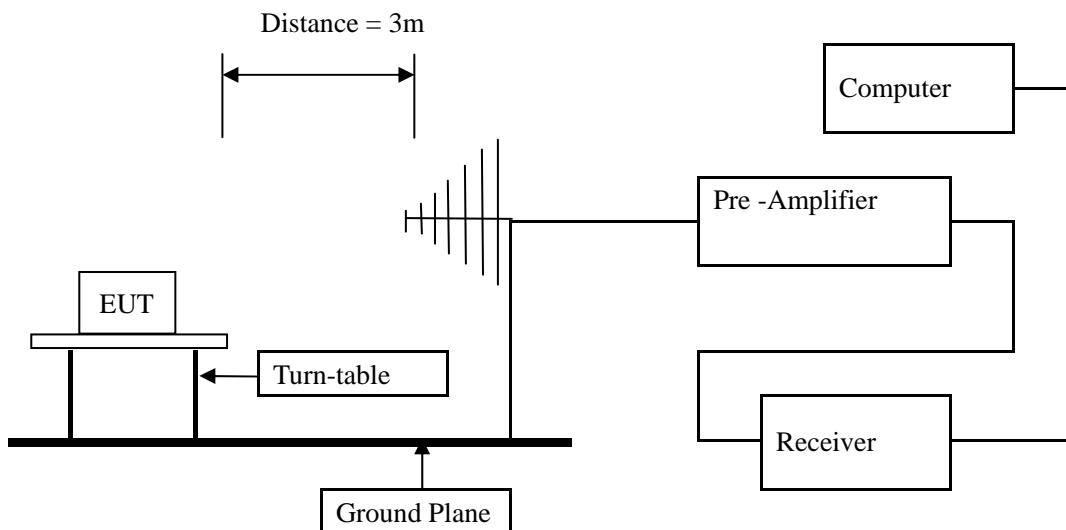 Distance = 3m
Computer
Pre -Amplifier
EUT
Turn-table
Receiver
Ground Plane